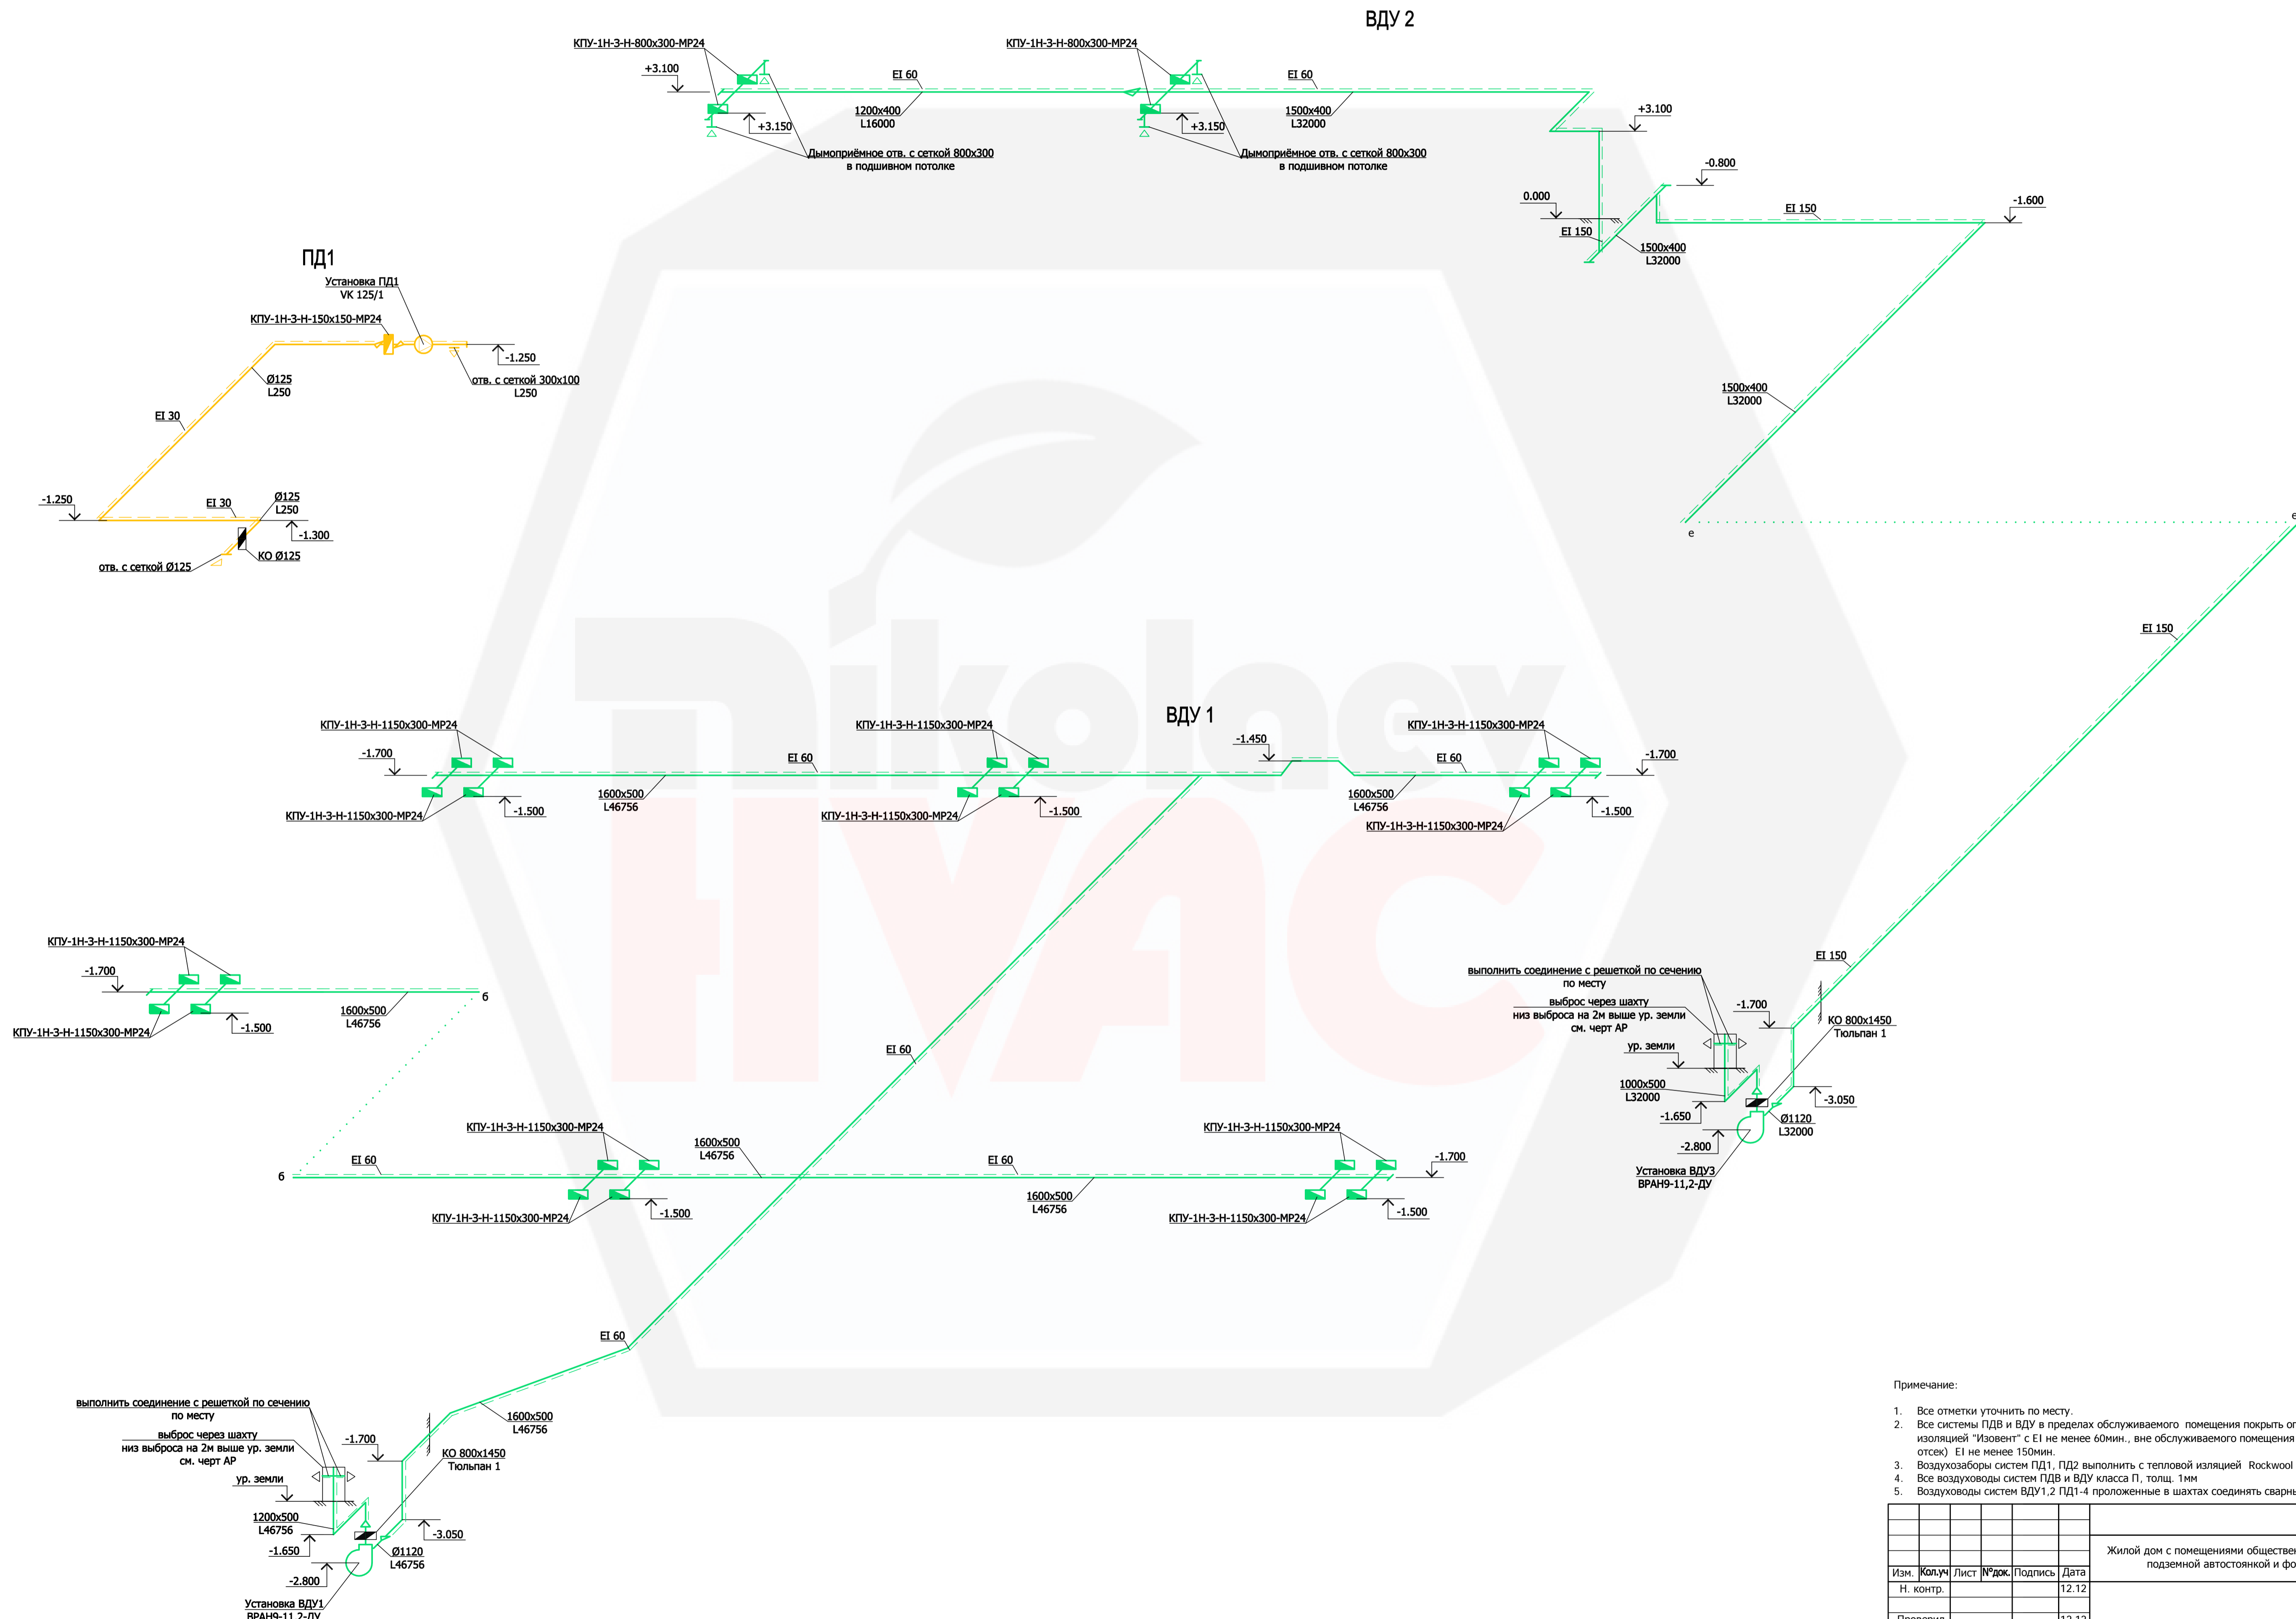 ВДУ 2
КПУ-1Н-З-Н-800х300-МР24
КПУ-1Н-З-Н-800х300-МР24
+3.100
EI 60
EI 60
1200х400
L16000
1500х400
L32000
+3.150
+3.150
+3.100
Дымоприёмное отв. с сеткой 800х300
в подшивном потолке
Дымоприёмное отв. с сеткой 800х300
в подшивном потолке
-0.800
0.000
EI 150
-1.600
EI 150
1500х400
L32000
ПД1
Установка ПД1
VK 125/1
КПУ-1Н-З-Н-150х150-МР24
-1.250
Ø125
L250
отв. с сеткой 300х100
L250
EI 30
1500х400
L32000
-1.250
EI 30
Ø125
L250
-1.300
КО Ø125
отв. с сеткой Ø125
е
е
EI 150
Nikolaev
HVAC
ВДУ 1
КПУ-1Н-З-Н-1150х300-МР24
КПУ-1Н-З-Н-1150х300-МР24
КПУ-1Н-З-Н-1150х300-МР24
-1.700
EI 60
-1.450
EI 60
-1.700
1600х500
L46756
1600х500
L46756
-1.500
-1.500
-1.500
КПУ-1Н-З-Н-1150х300-МР24
КПУ-1Н-З-Н-1150х300-МР24
КПУ-1Н-З-Н-1150х300-МР24
КПУ-1Н-З-Н-1150х300-МР24
-1.700
б
1600х500
L46756
-1.500
КПУ-1Н-З-Н-1150х300-МР24
EI 60
EI 150
выполнить соединение с решеткой по сечению
по месту
выброс через шахту
низ выброса на 2м выше ур. земли
см. черт АР
-1.700
КО 800х1450
Тюльпан 1
ур. земли
1000х500
L32000
-1.650
-3.050
Ø1120
L32000
-2.800
Установка ВДУ3
ВРАН9-11,2-ДУ
КПУ-1Н-З-Н-1150х300-МР24
1600х500
L46756
КПУ-1Н-З-Н-1150х300-МР24
б
EI 60
EI 60
-1.700
1600х500
L46756
-1.500
-1.500
КПУ-1Н-З-Н-1150х300-МР24
КПУ-1Н-З-Н-1150х300-МР24
EI 60
выполнить соединение с решеткой по сечению
по месту
1600х500
L46756
выброс через шахту
низ выброса на 2м выше ур. земли
см. черт АР
-1.700
КО 800х1450
Тюльпан 1
ур. земли
1200х500
L46756
-1.650
-3.050
Ø1120
L46756
-2.800
Установка ВДУ1
ВРАН9-11,2-ДУ
Примечание:
1. Все отметки уточнить по месту.
2. Все системы ПДВ и ВДУ в пределах обслуживаемого помещения покрыть ог
изоляцией "Изовент" с EI не менее 60мин., вне обслуживаемого помещения
отсек) EI не менее 150мин.
3. Воздухозаборы систем ПД1, ПД2 выполнить с тепловой изляцией Rockwool
4. Все воздуховоды систем ПДВ и ВДУ класса П, толщ. 1мм
5. Воздуховоды систем ВДУ1,2 ПД1-4 проложенные в шахтах соединять сварн
Жилой дом с помещениями обществен
подземной автостоянкой и фо
Изм. Кол.уч Лист №док. Подпись Дата
Н. контр. 12.12
Проверил 12.12